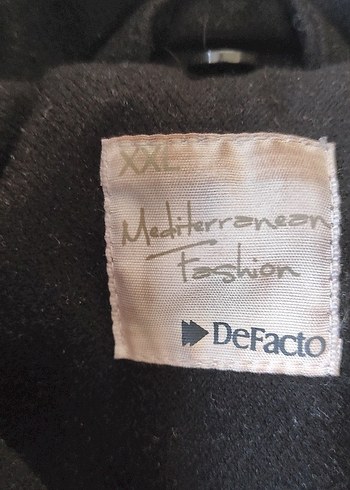 XXL
Mediterranean
Fashion
DeFacto